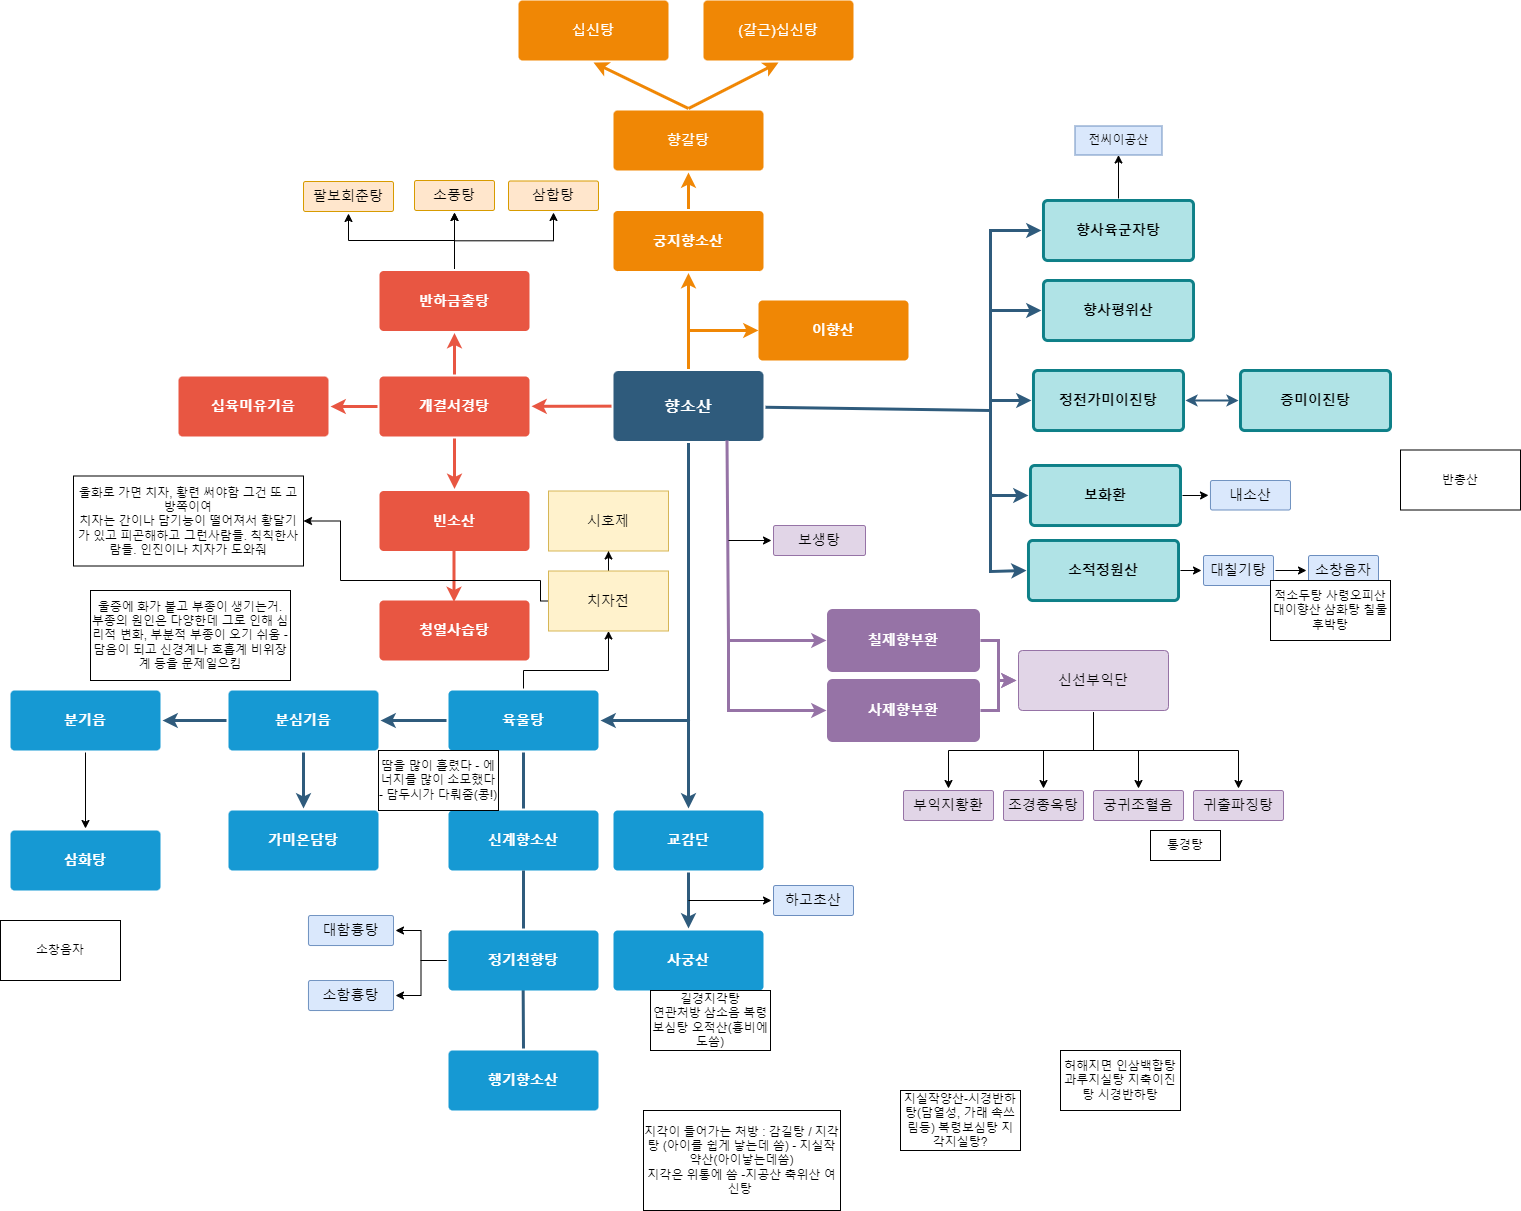 십신탕
(갈근)십신탕
향갈탕
전씨이공산
팔보회춘탕
소풍탕
삼합탕
향사육군자탕
궁지향소산
반하금출탕
향사평위산
이향산
십육미유기음
개결서경탕
향소산
정전가미이진탕
증미이진탕
울화로 가면 치자, 황련 써야함 그건 또 고
방쪽이여
치자는 간이나 담기능이 떨어져서 황달기
가 있고 피곤해하고 그런사람들. 칙칙한사
람들. 인진이나 치자가 도와줘
빈소산
시호제
보생탕
보화환
내소산
반총산
소적정원산
대칠기탕
소창음자
적소두탕 사령오피산
대이향산 삼화탕 칠물
후박탕
울증에 화가 붙고 부종이 생기는거.
부종의 원인은 다양한데 그로 인해 심
리적 변화, 부분적 부종이 오기 쉬움 -
담음이 되고 신경계나 호흡계 비위장
계 등을 문제일으킴
청열사습탕
치자전
칠제향부환
사제향부환
신선부익단
분기음
분심기음
육울탕
땀을 많이 흘렸다 - 에
너지를 많이 소모했다
- 담두시가 다뤄줌(콩!)
부익지황환
조경종옥탕
궁귀조혈음
귀출파징탕
통경탕
삼화탕
가미온담탕
신계향소산
교감단
하고초산
소창음자
대함흉탕
소함흉탕
정기천향탕
사궁산
길경지각탕
연관처방 삼소음 복령
보심탕 오적산(흉비에
도씀)
행기향소산
허해지면 인삼백합탕
과루지실탕 지축이진
탕 시경반하탕
지실작양산-시경반하
탕(담열성, 가래 속쓰
림등) 복령보심탕 지
각지실탕?
지각이 들어가는 처방 : 감길탕 / 지각
탕 (아이를 쉽게 낳는데 씀) - 지실작
약산(아이낳는데씀)
지각은 위통에 씀 -지공산 축위산 여
신탕